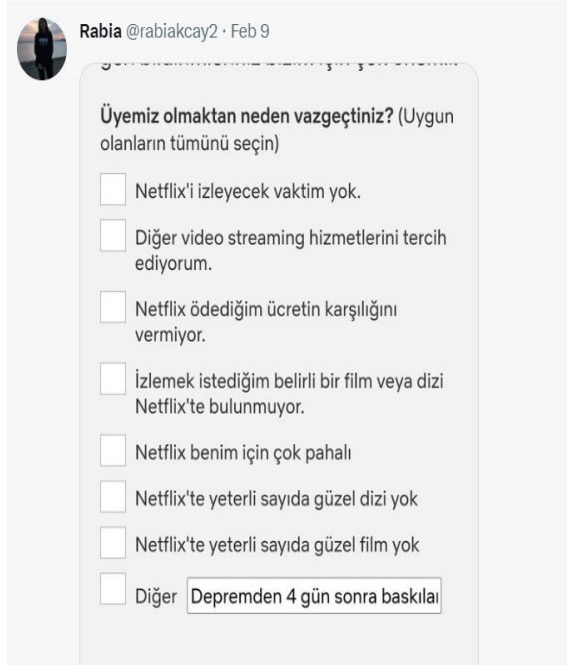 Rabia @rabiakcay2 · Feb 9
Üyemiz olmaktan neden vazgeçtiniz? (Uygun
olanların tümünü seçin)
Netflix'i izleyecek vaktim yok.
Diğer video streaming hizmetlerini tercih
ediyorum.
Netflix ödediğim ücretin karşılığını
vermiyor.
İzlemek istediğim belirli bir film veya dizi
Netflix'te bulunmuyor.
Netflix benim için çok pahalı
Netflix'te yeterli sayıda güzel dizi yok
Netflix'te yeterli sayıda güzel film yok
Diğer Depremden 4 gün sonra baskılaı